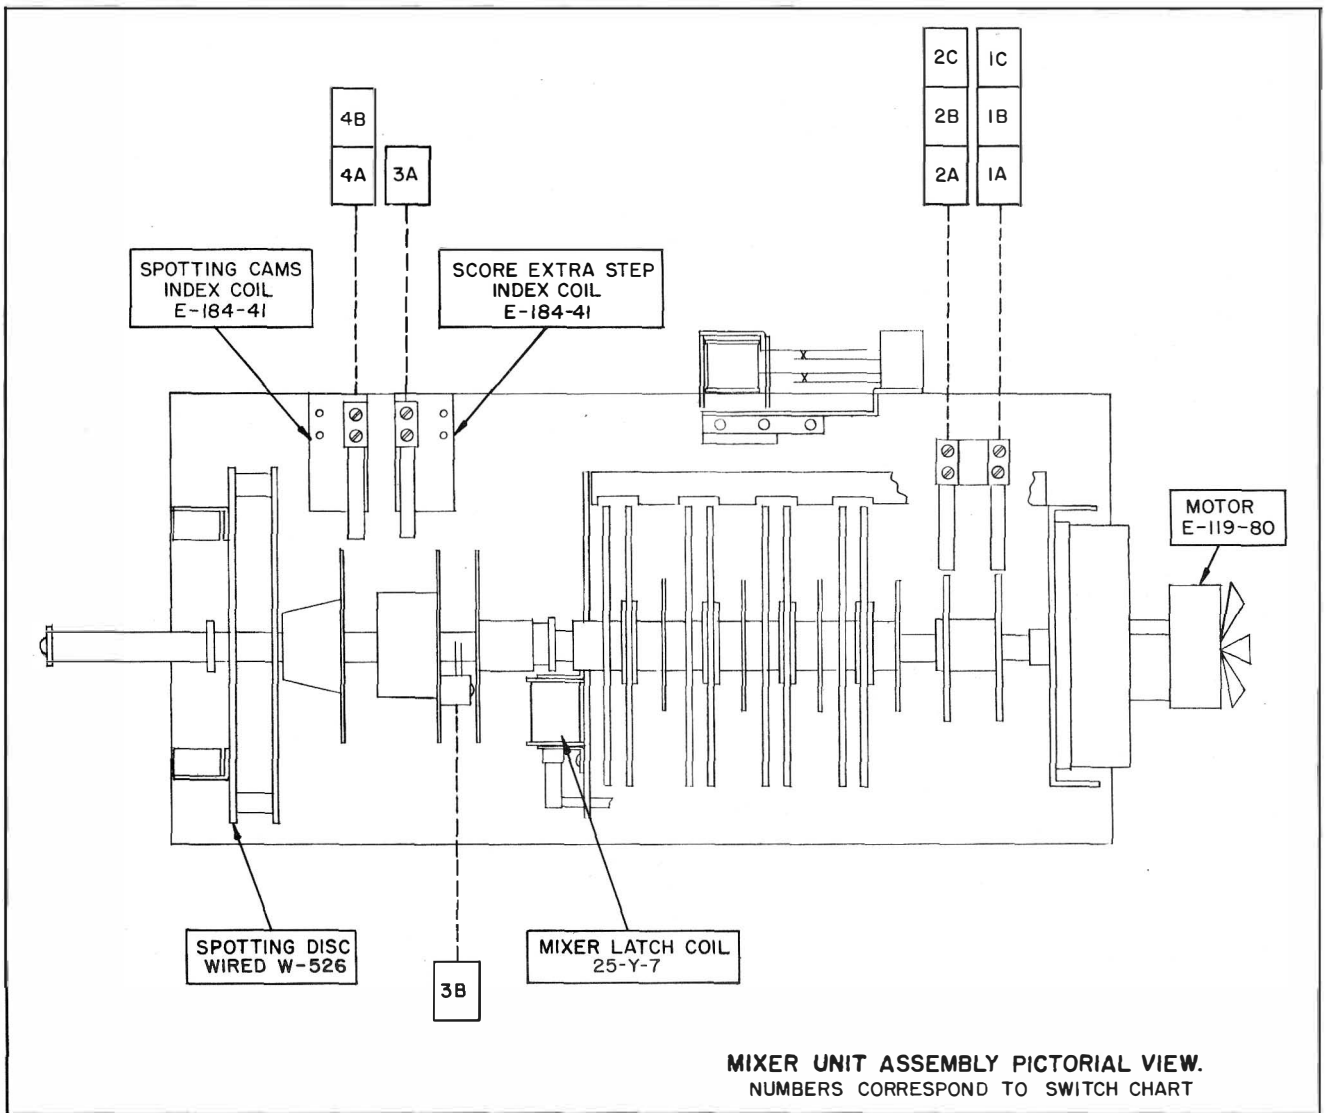 2C 1C
4B 2B 1B
4A 3A 2A 1A
SPOTTING CAMS
INDEX COIL
E-184-41
SCORE EXTRA STEP
INDEX COIL
E-184-41
MOTOR
E-119-80
SPOTTING DISC
WIRED W-526
MIXER LATCH COIL
25-Y-7
3B
MIXER UNIT ASSEMBLY PICTORIAL VIEW.
NUMBERS CORRESPOND TO SWITCH CHART